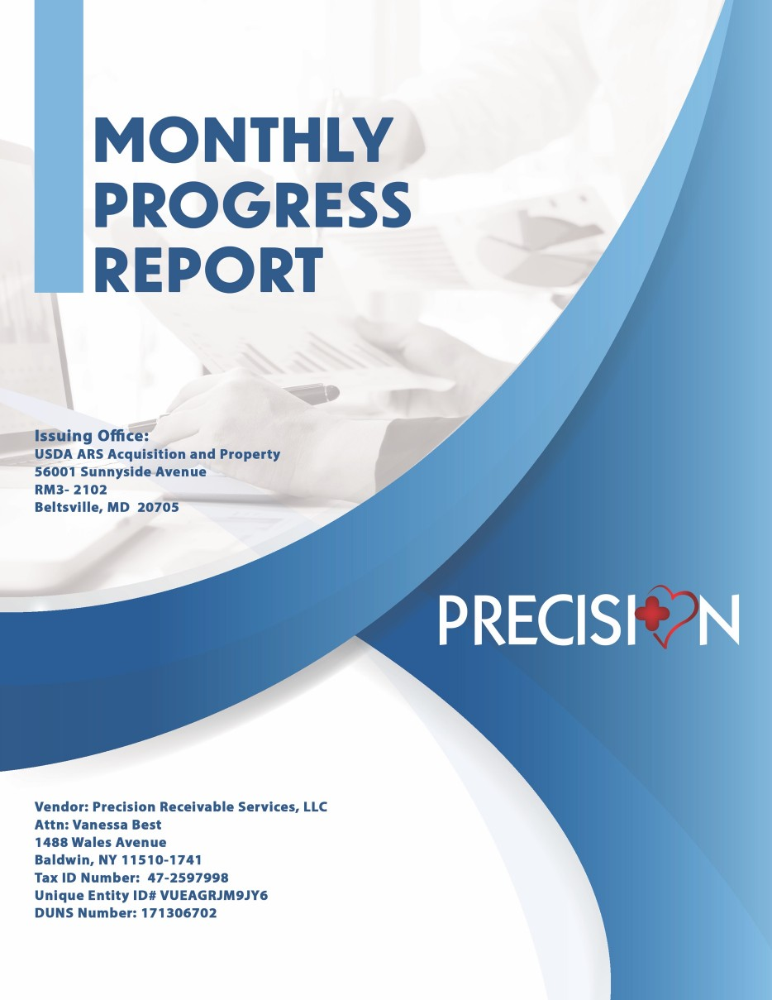 MONTHLY
PROGRESS
REPORT
Issuing Office:
USDA ARS Acquisition and Property
56001 Sunnyside Avenue
RM3- 2102
Beltsville, MD  20705
PRECISION
Vendor: Precision Receivable Services, LLC
Attn: Vanessa Best
1488 Wales Avenue
Baldwin, NY 11510-1741
Tax ID Number:  47-2597998
Unique Entity ID# VUEAGRJM9JY6
DUNS Number: 171306702